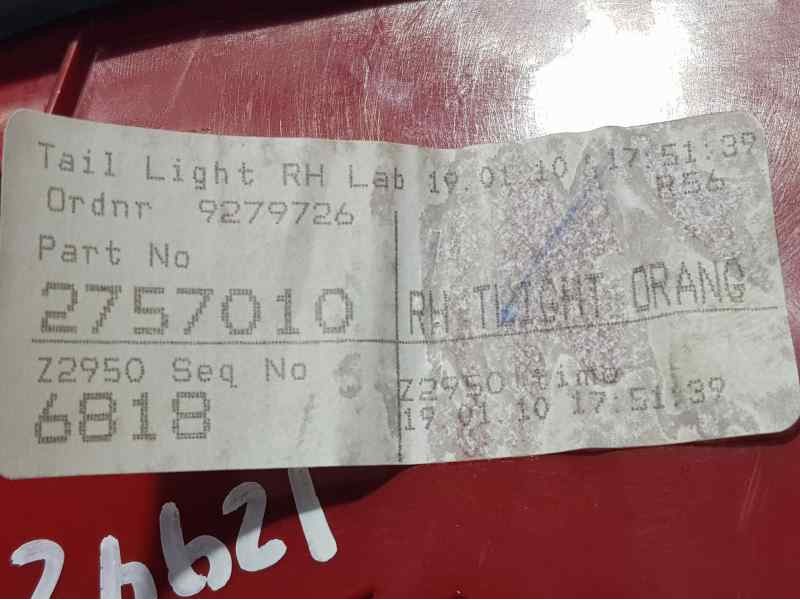 Tail Light RH Lab 19.01.10 17:51:39
Ordnr 9279726 R56
Part No
2757010 RH TLIGHT ORANG
Z2950 Seq No Z2950 time
6818 19.01.10 17:51:39